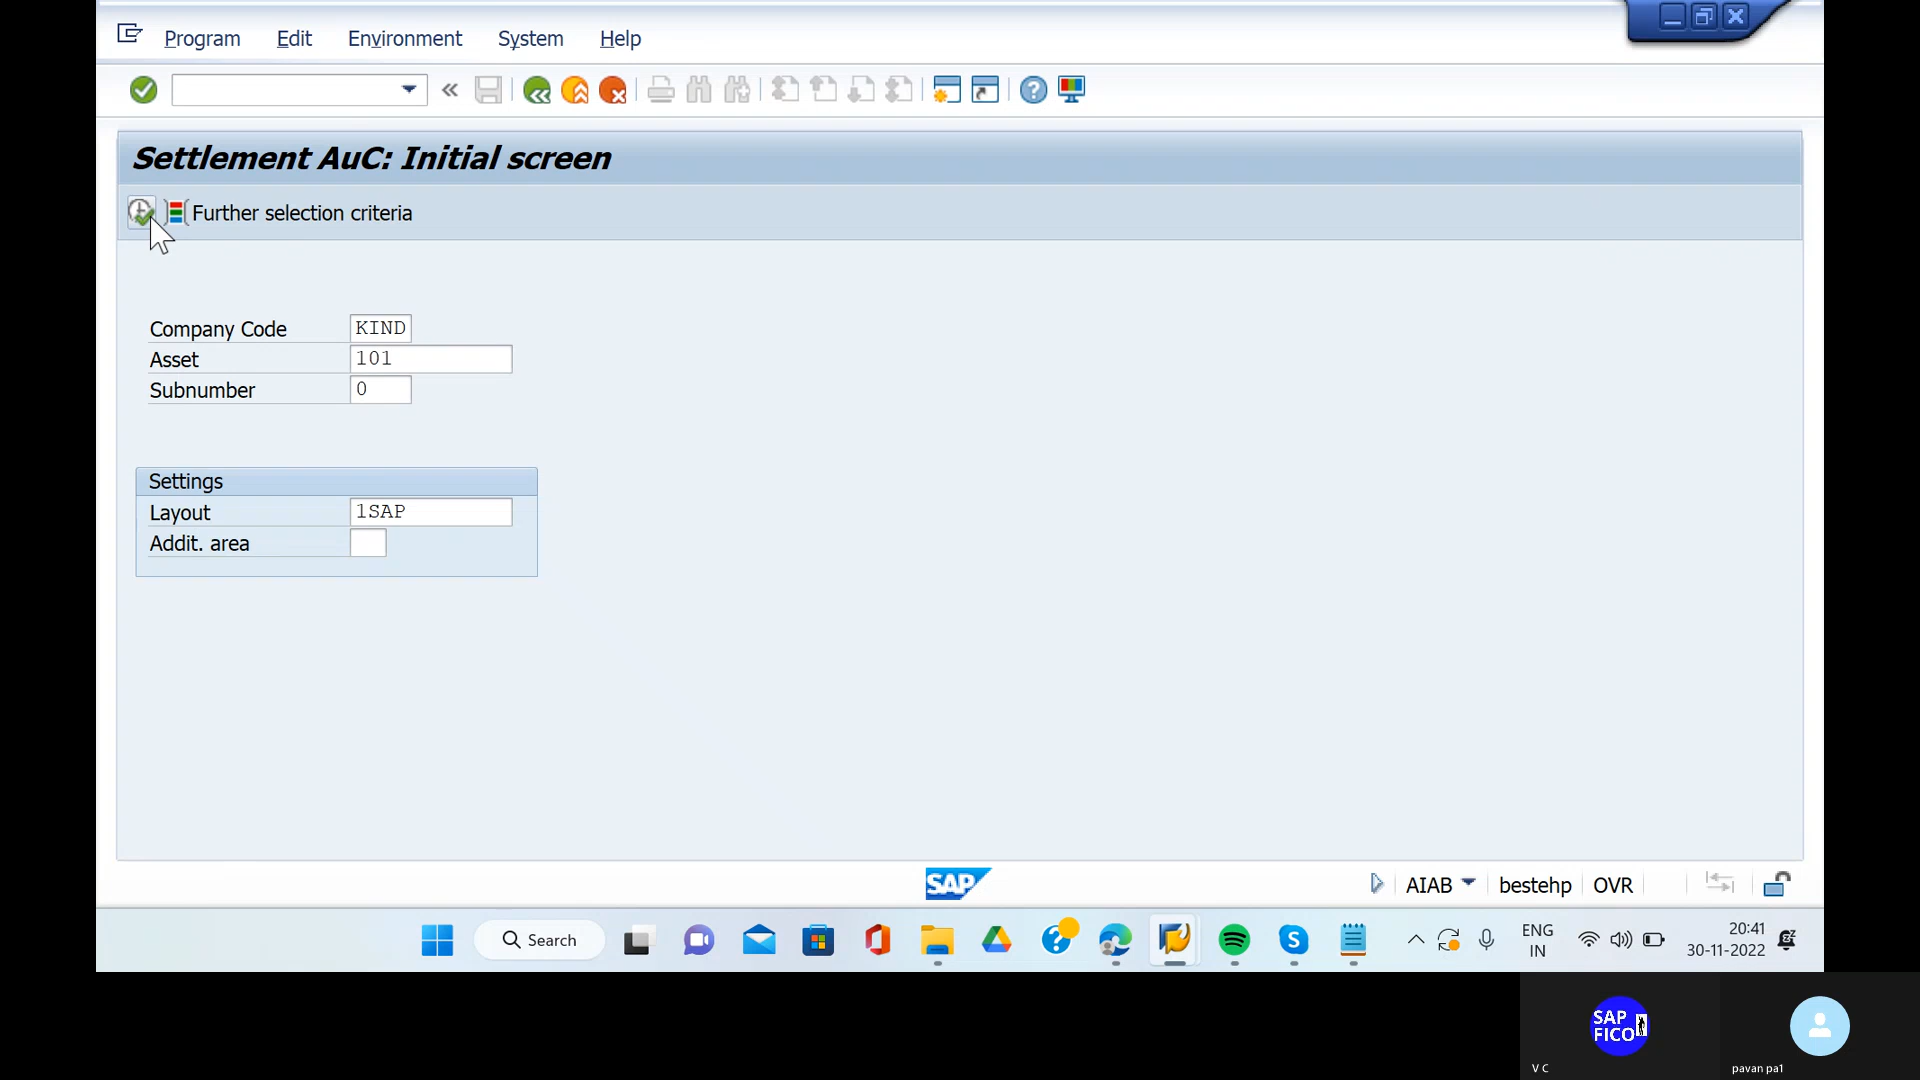 Program Edit Environment System Help
Settlement AuC: Initial screen
Further selection criteria
Company Code KIND
Asset 101
Subnumber 0
Settings
Layout 1SAP
Addit. area
SAP
AIAB bestehp OVR
Search
ENG
IN
20:41
30-11-2022
SAP
FICO
V C
pavan pa1